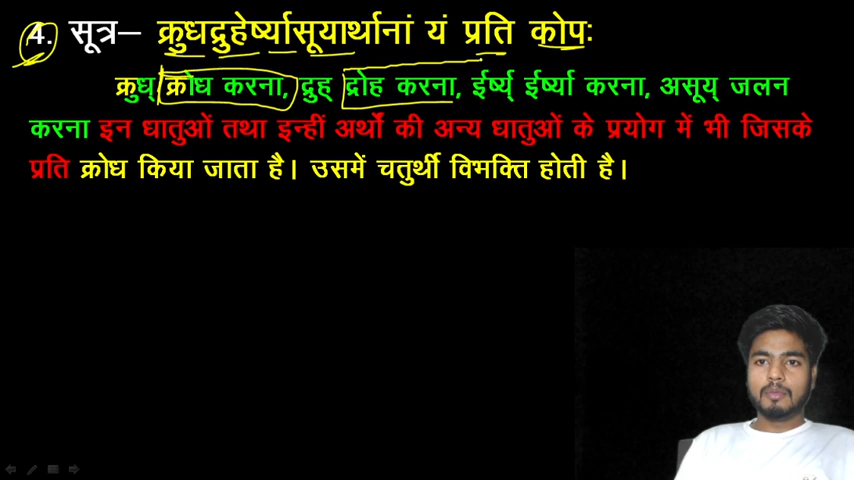 4. सूत्र– क्रुधद्रुहेर्ष्यासूयार्थानां यं प्रति कोपः
क्रुध् क्रोध करना, द्रुह् द्रोह करना, ईर्ष्य् ईर्ष्या करना, असूय् जलन
करना इन धातुओं तथा इन्हीं अर्थों की अन्य धातुओं के प्रयोग में भी जिसके
प्रति क्रोध किया जाता है। उसमें चतुर्थी विभक्ति होती है।